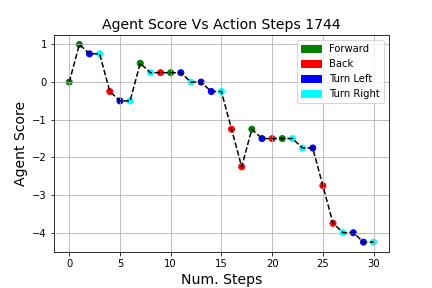 Agent Score Vs Action Steps 1744
Forward
Back
Turn Left
Turn Right
1
0
−1
−2
−3
−4
Agent Score
0 5 10 15 20 25 30
Num. Steps